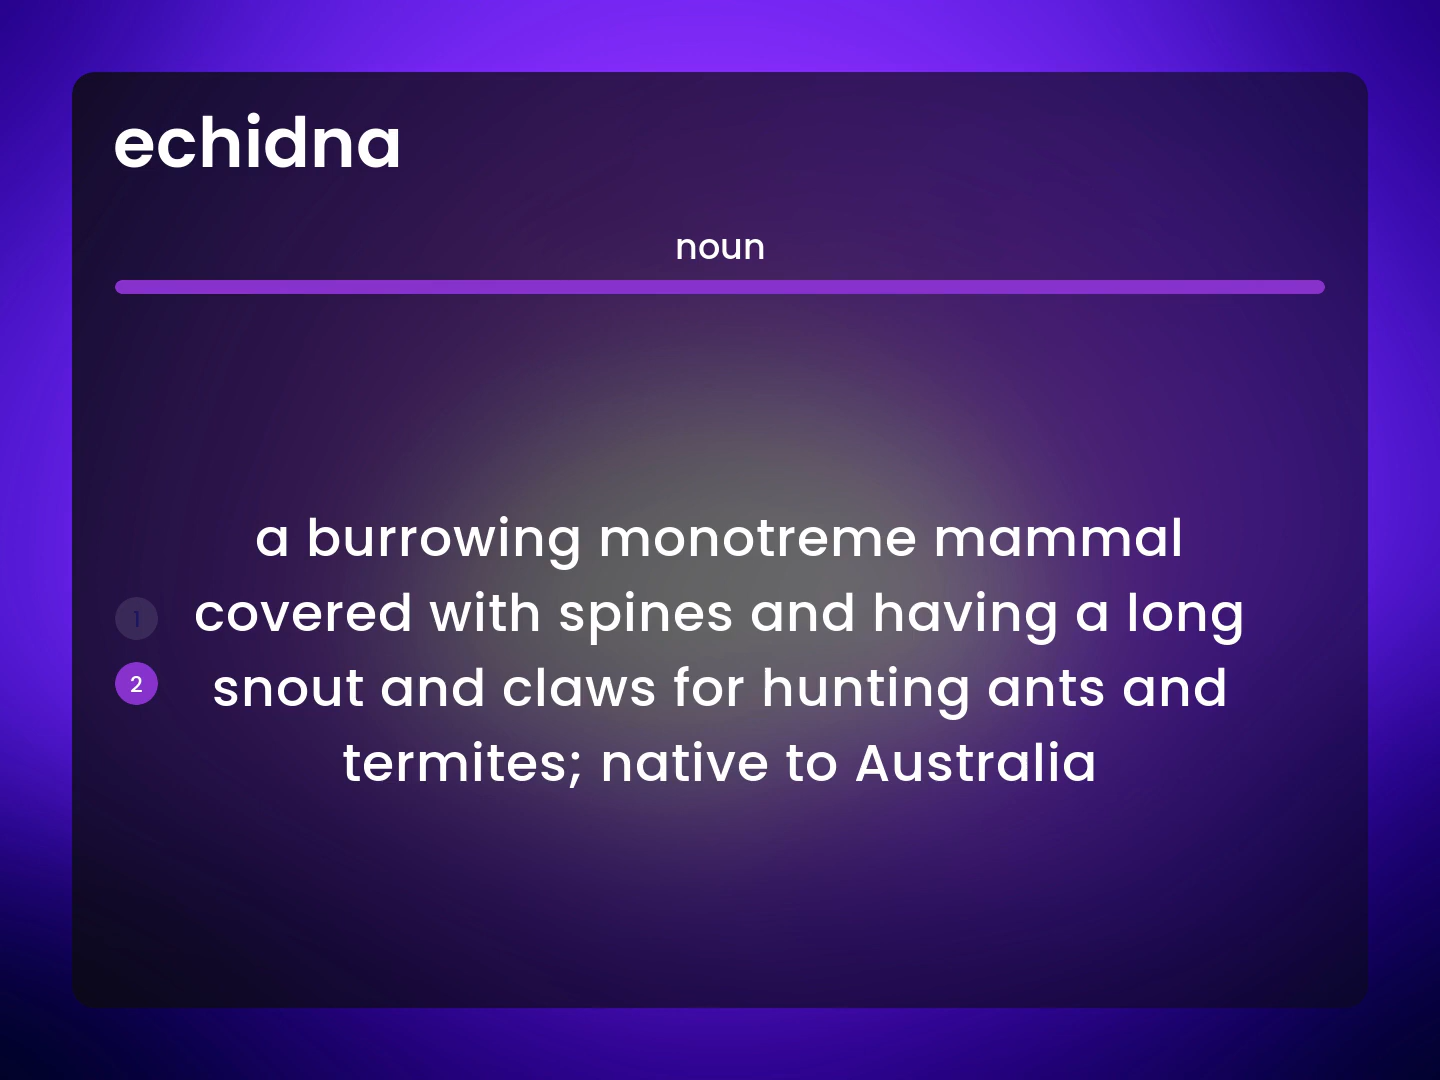 echidna
noun
a burrowing monotreme mammal
covered with spines and having a long
1
snout and claws for hunting ants and
2
termites; native to Australia